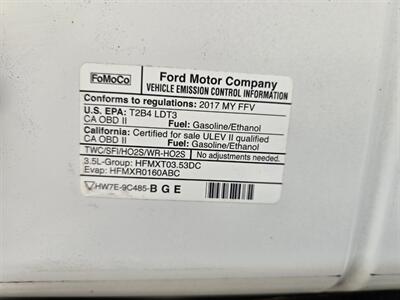 FoMoCo
Ford Motor Company
VEHICLE EMISSION CONTROL INFORMATION
Conforms to regulations: 2017 MY FFV
U.S. EPA: T2B4 LDT3
CA OBD II Fuel: Gasoline/Ethanol
California: Certified for sale ULEV II qualified
CA OBD II Fuel: Gasoline/Ethanol
TWC/SFI/HO2S/WR-HO2S No adjustments needed.
3.5L-Group: HFMXT03.53DC
Evap: HFMXR0160ABC
HW7E-9C485-BGE